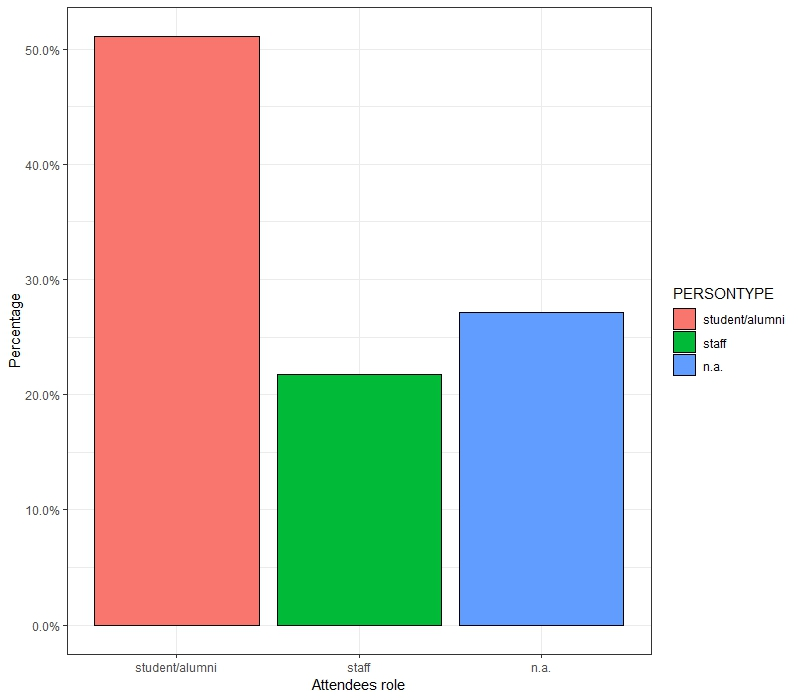 50.0%
40.0%
30.0%
20.0%
10.0%
0.0%
Percentage
student/alumni
staff
n.a.
Attendees role
PERSONTYPE
student/alumni
staff
n.a.